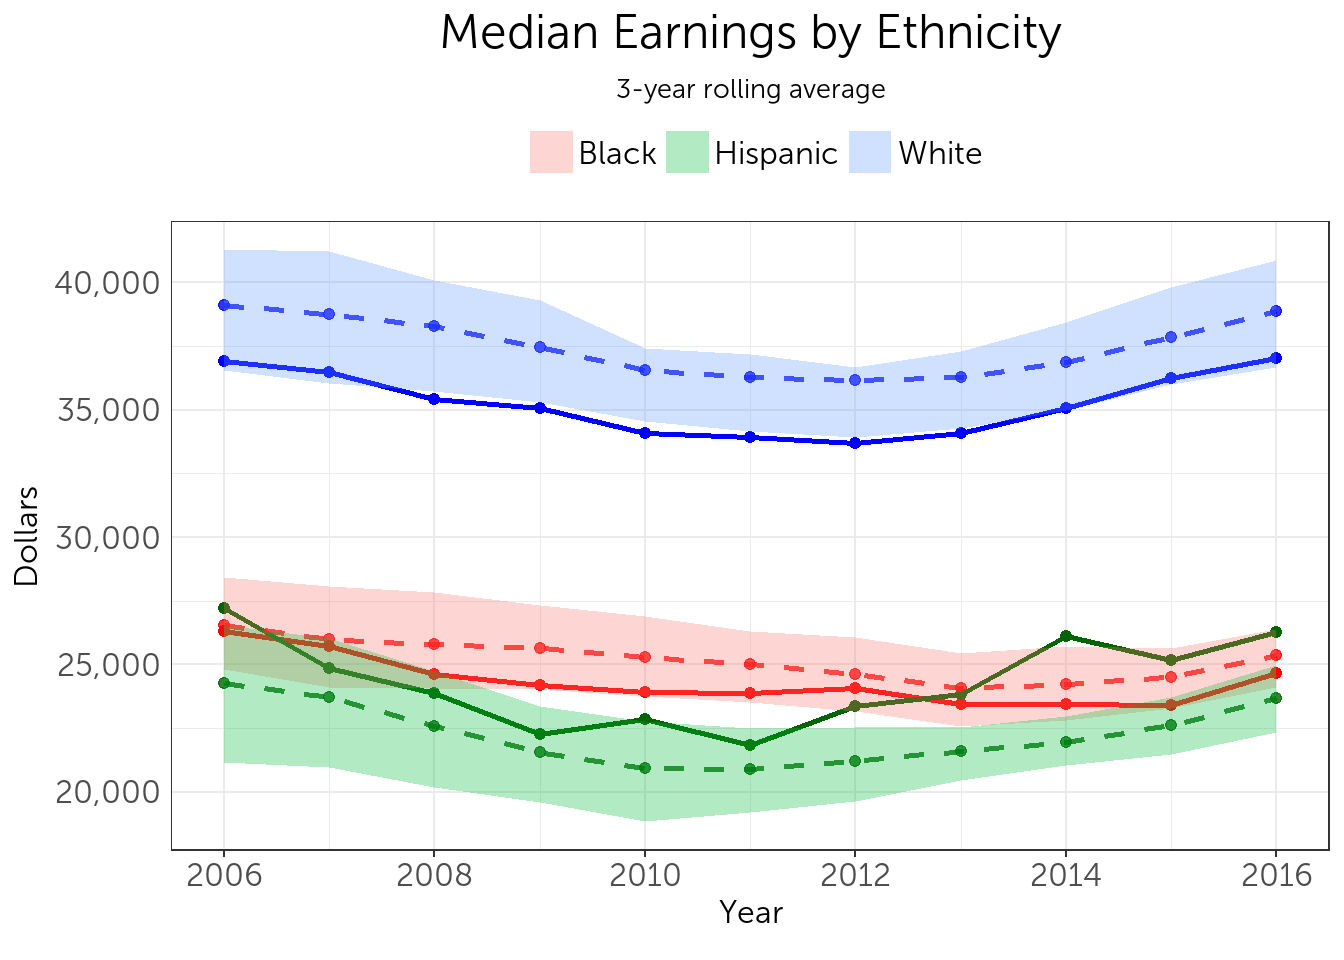 Median Earnings by Ethnicity
3-year rolling average
Black Hispanic White
40,000
35,000
30,000
25,000
20,000
Dollars
2006 2008 2010 2012 2014 2016
Year